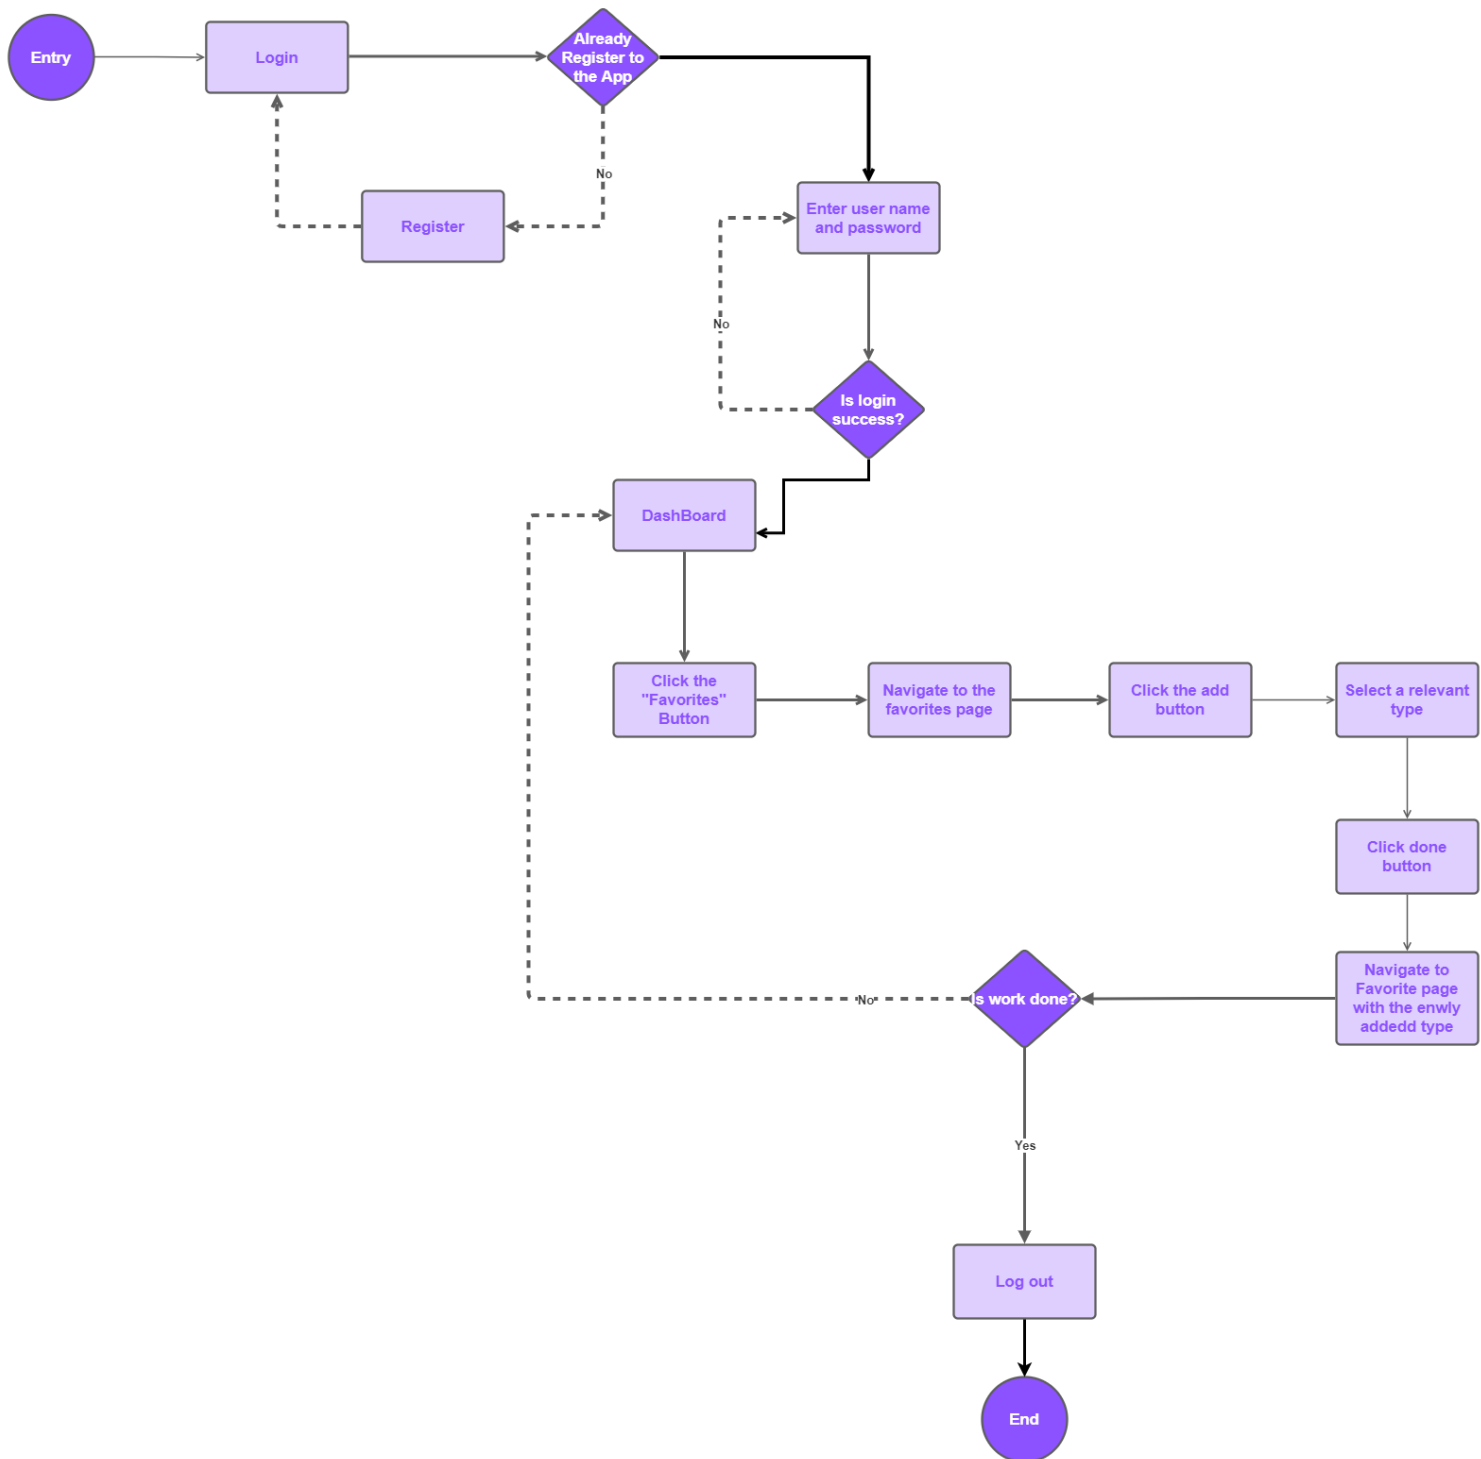 Entry
Login
Already
Register to
the App
No
Register
Enter user name
and password
No
Is login
success?
DashBoard
Click the
"Favorites"
Button
Navigate to the
favorites page
Click the add
button
Select a relevant
type
Click done
button
Navigate to
Favorite page
with the enwly
addedd type
Is work done?
No
Yes
Log out
End